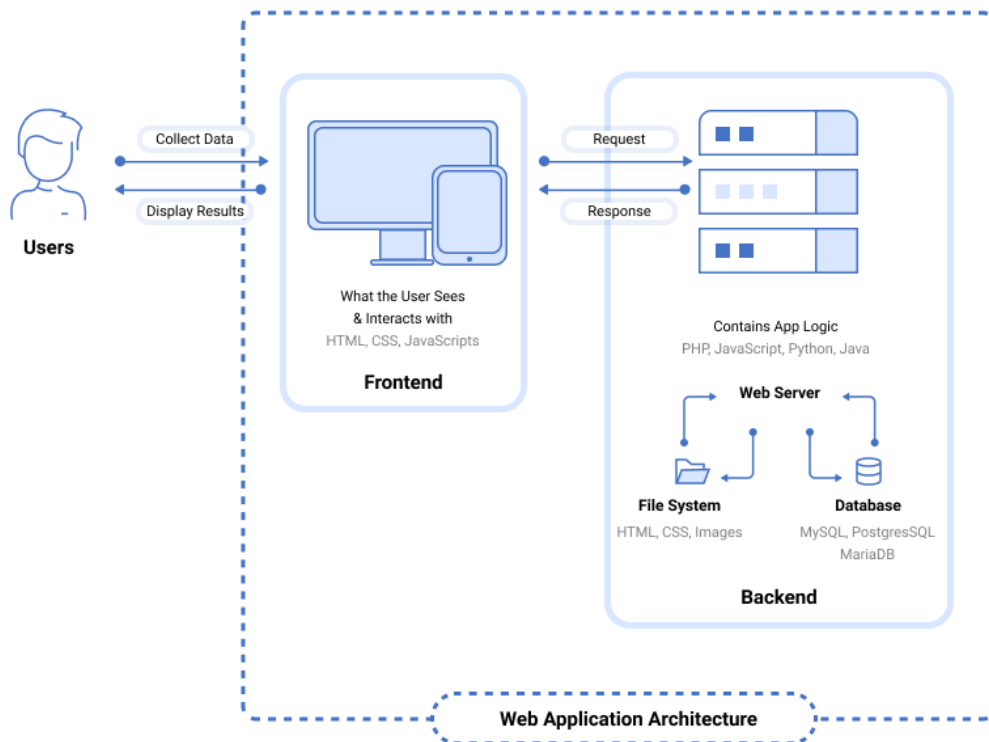 Collect Data
Display Results
Users
What the User Sees
& Interacts with
HTML, CSS, JavaScripts
Frontend
Request
Response
Contains App Logic
PHP, JavaScript, Python, Java
Web Server
File System
HTML, CSS, Images
Database
MySQL, PostgresSQL
MariaDB
Backend
Web Application Architecture